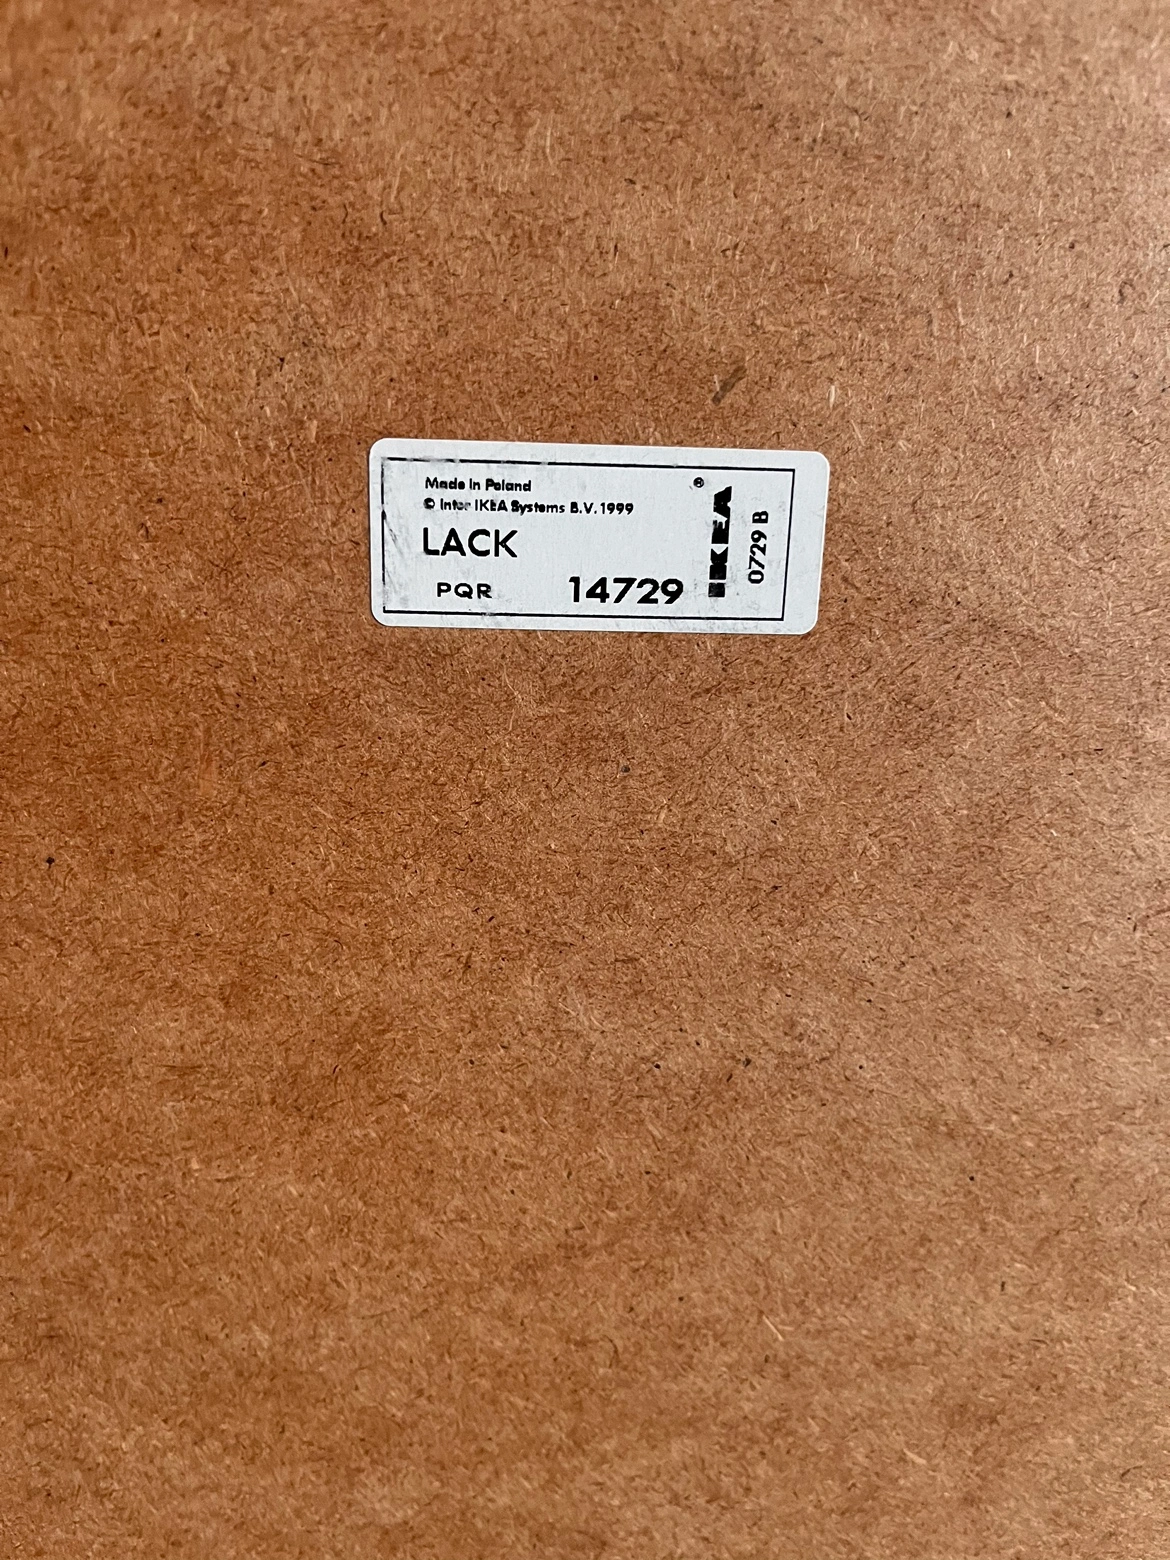 Made in Poland
© Inter IKEA Systems B.V. 1999
LACK
PQR 14729
IKEA®
0729 B